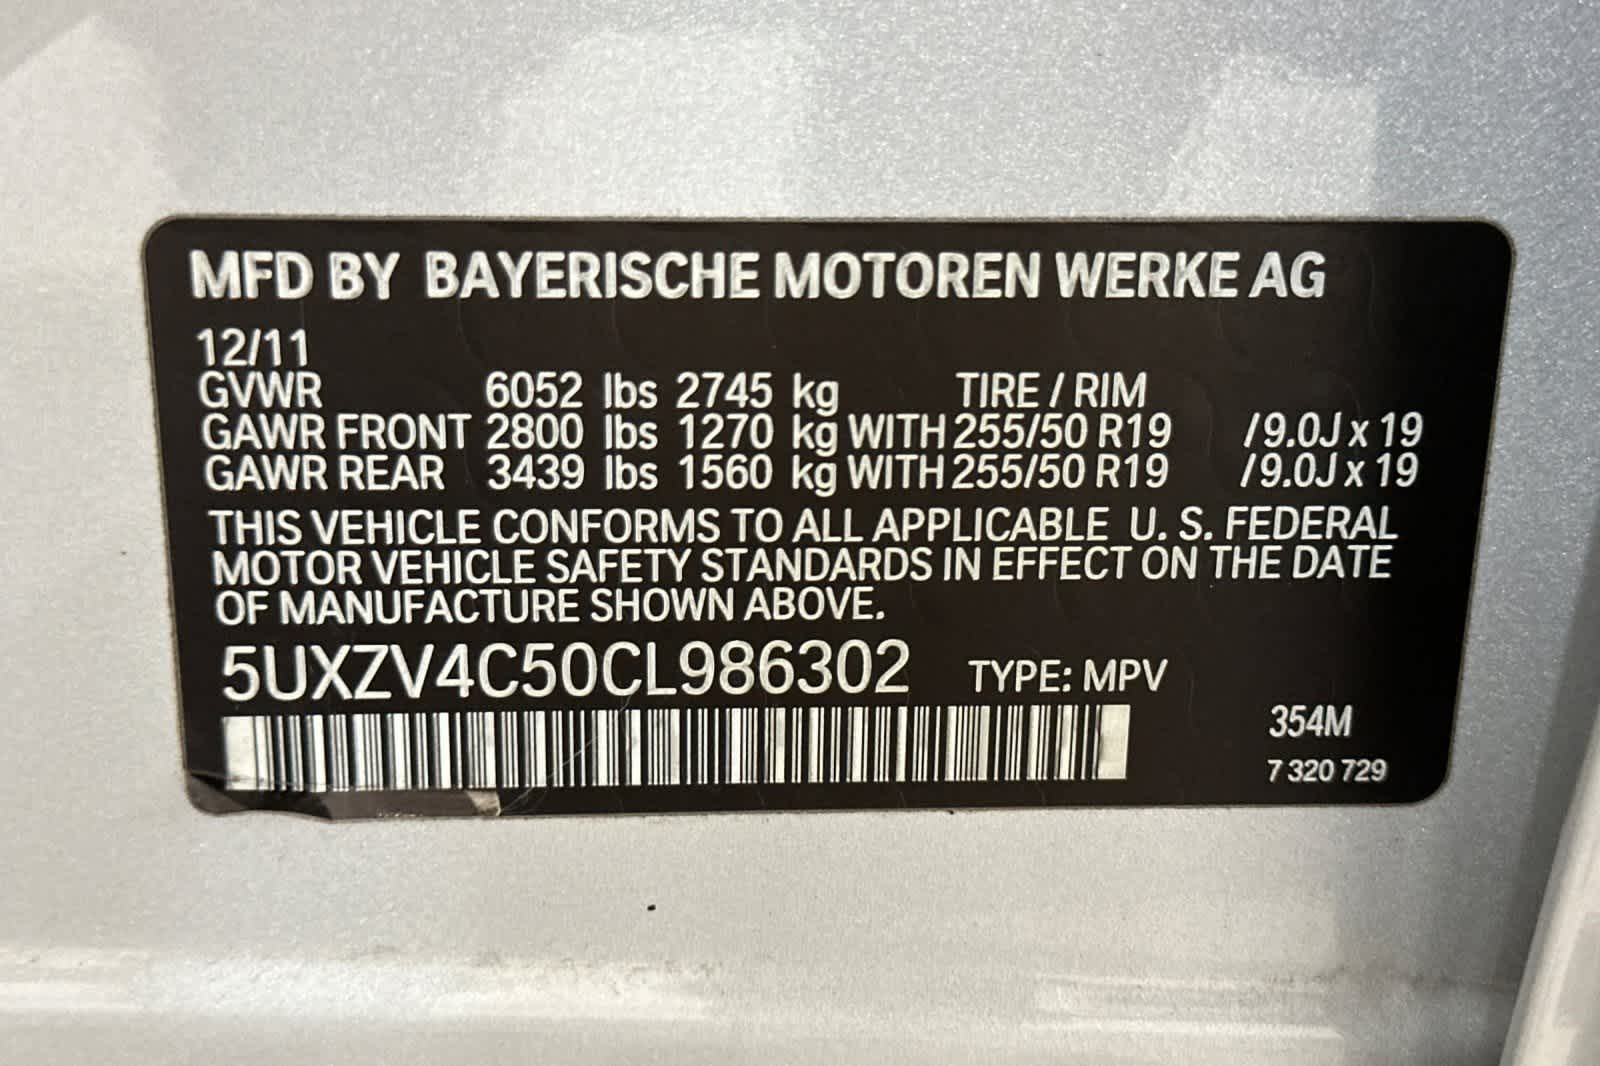 MFD BY BAYERISCHE MOTOREN WERKE AG
12/11
GVWR 6052 lbs 2745 kg TIRE / RIM
GAWR FRONT 2800 lbs 1270 kg WITH 255/50 R19 /9.0J x 19
GAWR REAR 3439 lbs 1560 kg WITH 255/50 R19 /9.0J x 19
THIS VEHICLE CONFORMS TO ALL APPLICABLE U. S. FEDERAL
MOTOR VEHICLE SAFETY STANDARDS IN EFFECT ON THE DATE
OF MANUFACTURE SHOWN ABOVE.
5UXZV4C50CL986302 TYPE: MPV
354M
7 320 729